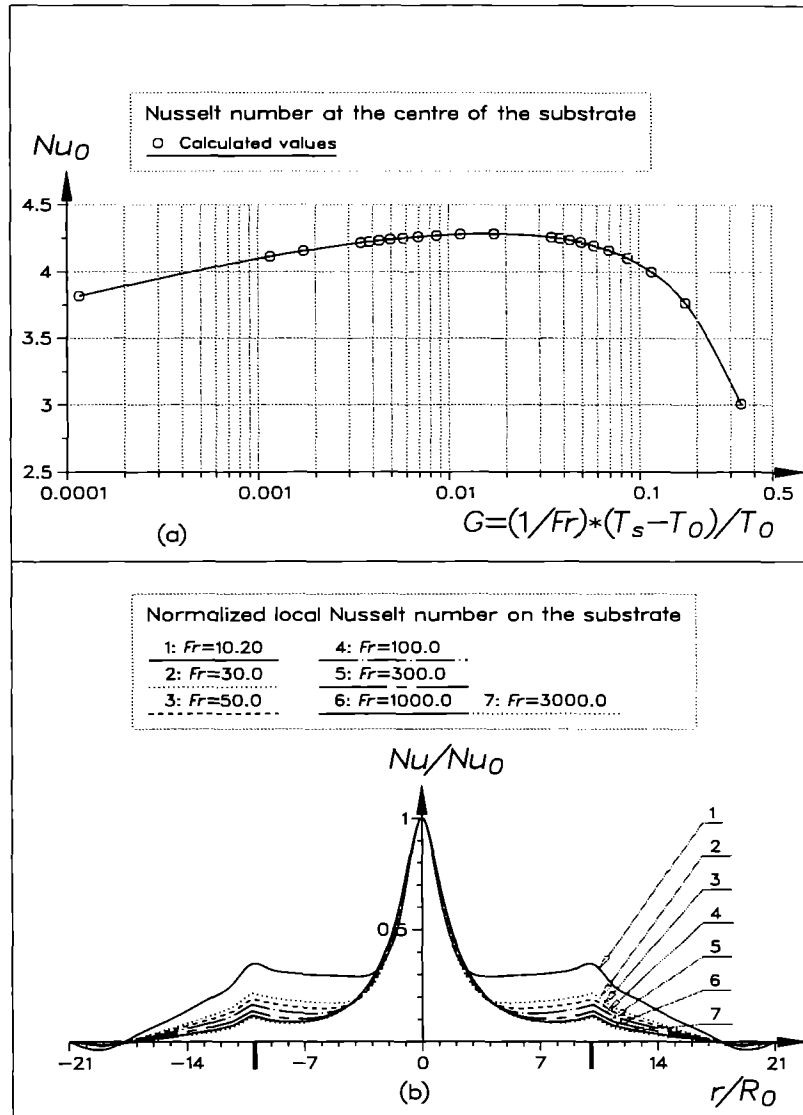 Nusselt number at the centre of the substrate
Calculated values
Nu0
4.5
4
3.5
3
2.5
0.0001
0.001
0.01
0.1
0.5
(a)
G=(1/Fr)*(Ts−T0)/T0
Normalized local Nusselt number on the substrate
1: Fr=10.20
4: Fr=100.0
2: Fr=30.0
5: Fr=300.0
3: Fr=50.0
6: Fr=1000.0
7: Fr=3000.0
Nu/Nu0
1
0.5
1
2
3
4
5
6
7
−21
−14
−7
0
7
14
21
(b)
r/R0